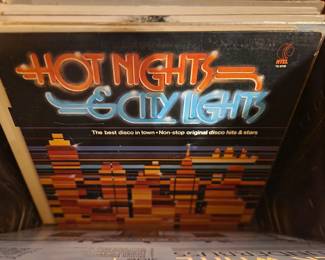 HOT NIGHTS
& CITY LIGHTS
The best disco in town • Non-stop original disco hits & stars